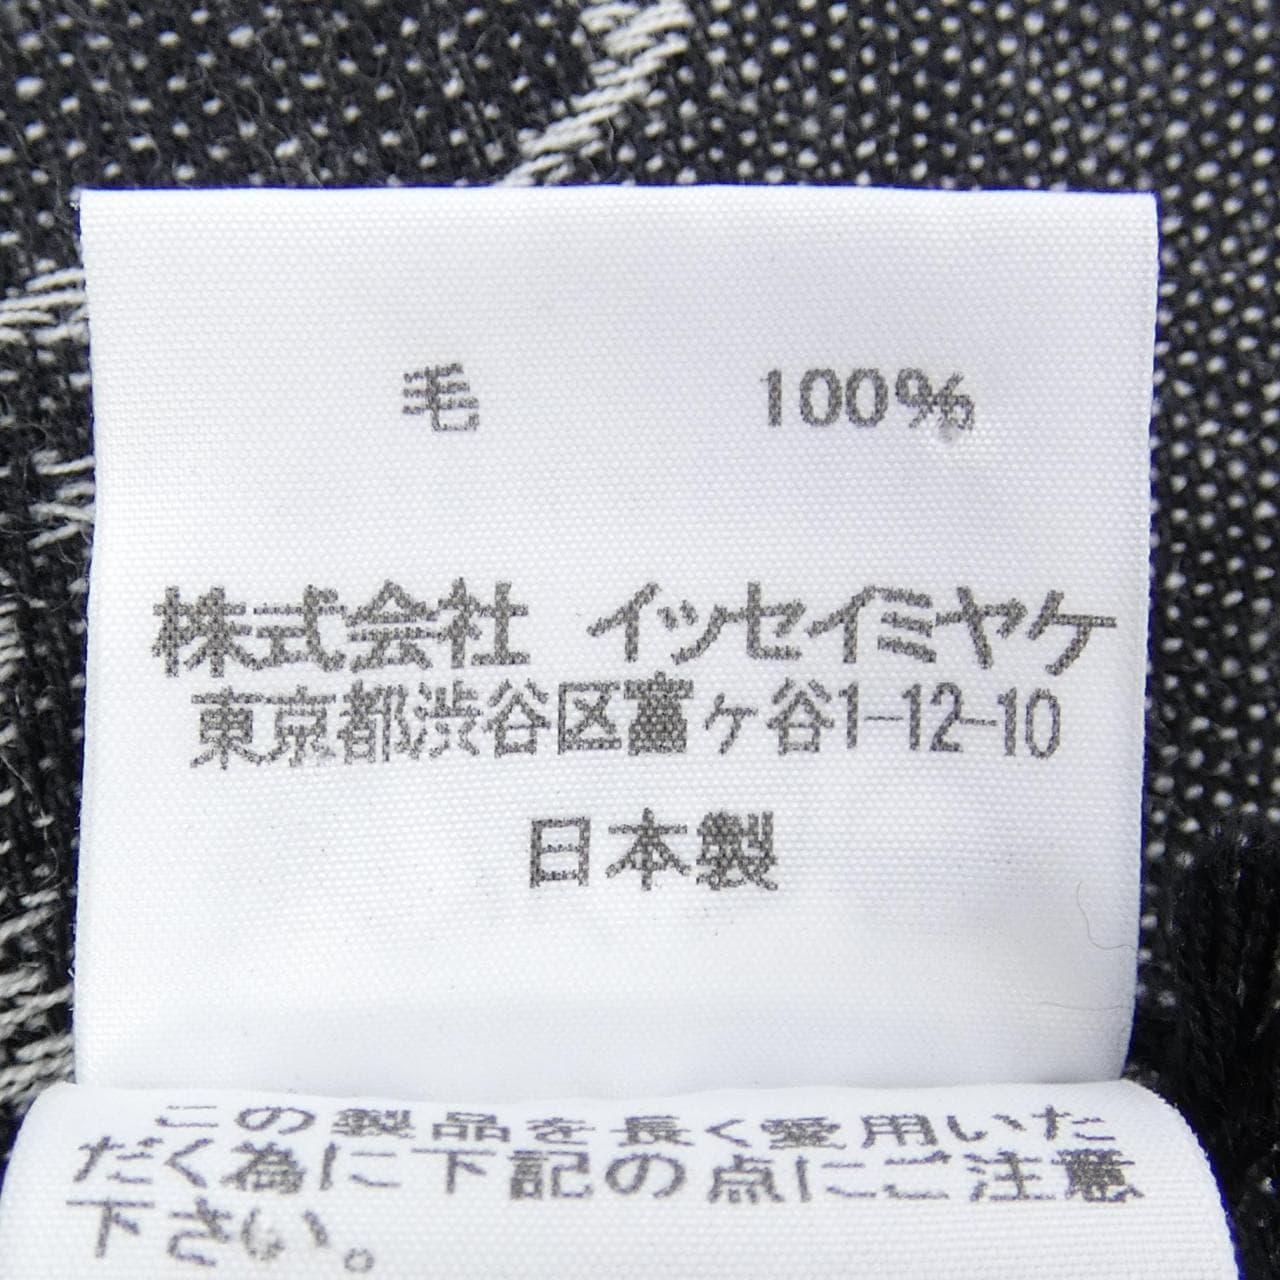 毛 100%
株式会社 イッセイミヤケ
東京都渋谷区富ヶ谷1-12-10
日本製
この製品を長く愛用いた
だく為に下記の点にご注意
下さい。